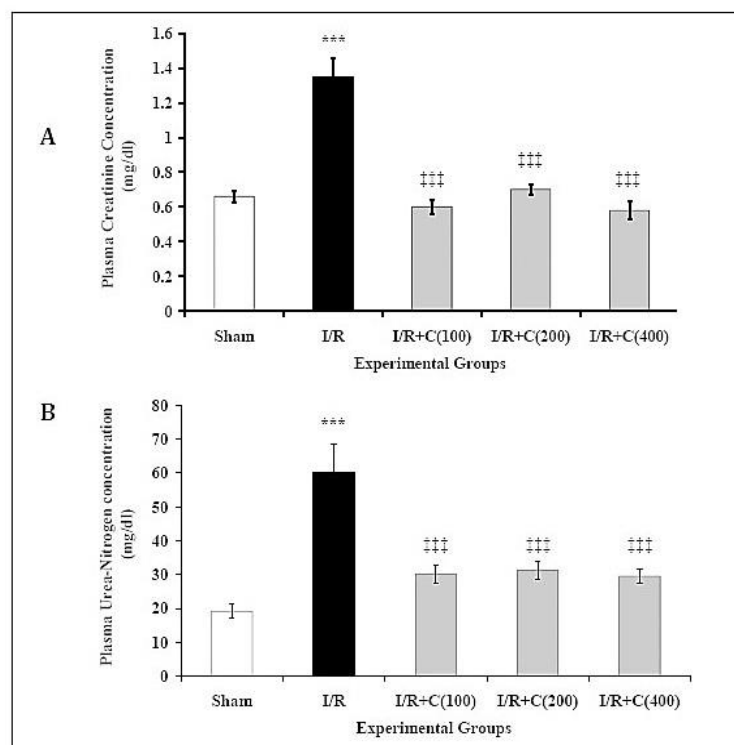 A
Plasma Creatinine Concentration
(mg/dl)
1.6
1.4
1.2
1
0.8
0.6
0.4
0.2
0
***
‡‡‡
‡‡‡
‡‡‡
Sham I/R I/R+C(100) I/R+C(200) I/R+C(400)
Experimental Groups
B
Plasma Urea-Nitrogen concentration
(mg/dl)
80
70
60
50
40
30
20
10
0
***
‡‡‡ ‡‡‡ ‡‡‡
Sham I/R I/R+C(100) I/R+C(200) I/R+C(400)
Experimental Groups